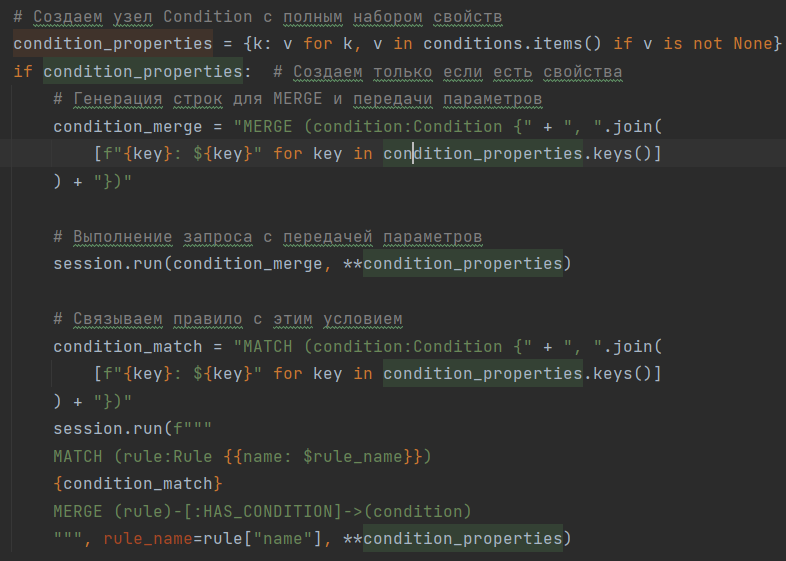 # Создаем узел Condition с полным набором свойств
condition_properties = {k: v for k, v in conditions.items() if v is not None}
if condition_properties:  # Создаем только если есть свойства
    # Генерация строк для MERGE и передачи параметров
    condition_merge = "MERGE (condition:Condition {" + ", ".join(
        [f"{key}: ${key}" for key in condition_properties.keys()]
    ) + "})"

    # Выполнение запроса с передачей параметров
    session.run(condition_merge, **condition_properties)

    # Связываем правило с этим условием
    condition_match = "MATCH (condition:Condition {" + ", ".join(
        [f"{key}: ${key}" for key in condition_properties.keys()]
    ) + "})"
    session.run(f"""
    MATCH (rule:Rule {{name: $rule_name}})
    {condition_match}
    MERGE (rule)-[:HAS_CONDITION]->(condition)
    """, rule_name=rule["name"], **condition_properties)